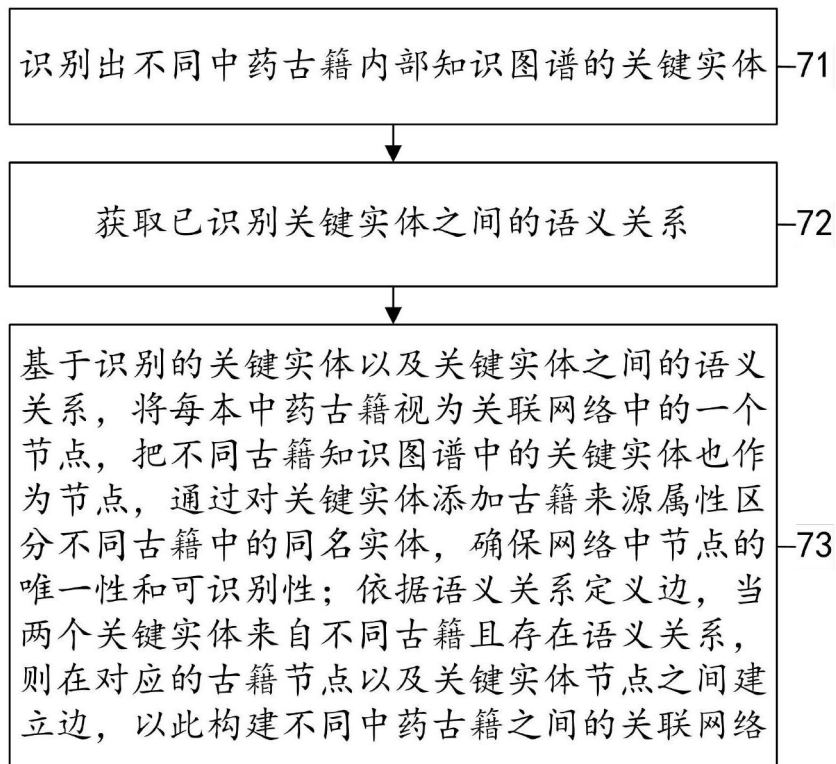 识别出不同中药古籍内部知识图谱的关键实体
71
获取已识别关键实体之间的语义关系
72
基于识别的关键实体以及关键实体之间的语义
关系，将每本中药古籍视为关联网络中的一个
节点，把不同古籍知识图谱中的关键实体也作
为节点，通过对关键实体添加古籍来源属性区
分不同古籍中的同名实体，确保网络中节点的
唯一性和可识别性；依据语义关系定义边，当
两个关键实体来自不同古籍且存在语义关系，
则在对应的古籍节点以及关键实体节点之间建
立边，以此构建不同中药古籍之间的关联网络
73